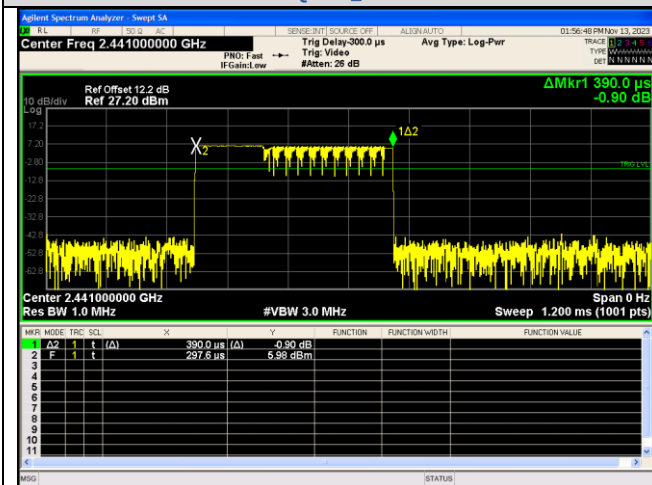 Agilent Spectrum Analyzer - Swept SA
RL RF 50 Ω AC SENSE:INT SOURCE OFF ALIGNAUTO 01:56:48 PM Nov 13, 2023
Center Freq 2.441000000 GHz
PNO: Fast
IFGain:Low
Trig Delay-300.0 µs
Trig: Video
#Atten: 26 dB
Avg Type: Log-Pwr
TRACE 1 2 3 4 5 6
TYPE
DET N N N N N N
ΔMkr1 390.0 µs
-0.90 dB
Ref Offset 12.2 dB
10 dB/div Ref 27.20 dBm
Log
17.2
7.20
-2.80
-12.8
-22.8
-32.8
-42.8
-52.8
-62.8
X2
1Δ2
TRIG LVL
Center 2.441000000 GHz Span 0 Hz
Res BW 1.0 MHz #VBW 3.0 MHz Sweep 1.200 ms (1001 pts)
MKR MODE TRC SCL X Y FUNCTION FUNCTION WIDTH FUNCTION VALUE
1 Δ2 1 t (Δ) 390.0 µs (Δ) -0.90 dB
2 F 1 t 297.6 µs 5.98 dBm
3
4
5
6
7
8
9
10
11
MSG STATUS